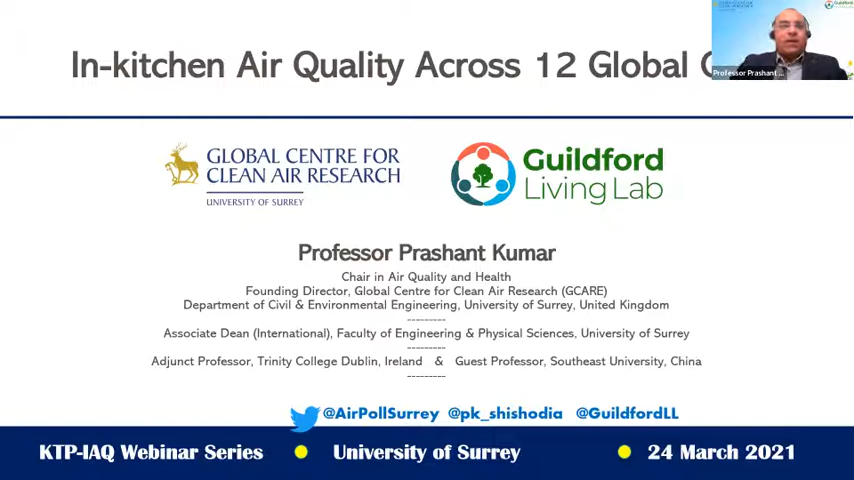 In-kitchen Air Quality Across 12 Global
Professor Prashant ...
GLOBAL CENTRE FOR
CLEAN AIR RESEARCH
UNIVERSITY OF SURREY
Guildford
Living Lab
Professor Prashant Kumar
Chair in Air Quality and Health
Founding Director, Global Centre for Clean Air Research (GCARE)
Department of Civil & Environmental Engineering, University of Surrey, United Kingdom
---------
Associate Dean (International), Faculty of Engineering & Physical Sciences, University of Surrey
---------
Adjunct Professor, Trinity College Dublin, Ireland & Guest Professor, Southeast University, China
---------
@AirPollSurrey @pk_shishodia @GuildfordLL
KTP-IAQ Webinar Series University of Surrey 24 March 2021